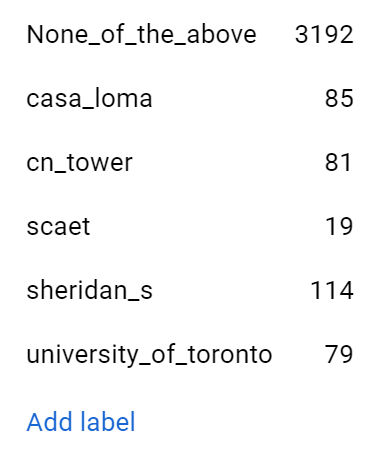 None_of_the_above 3192
casa_loma 85
cn_tower 81
scaet 19
sheridan_s 114
university_of_toronto 79
Add label